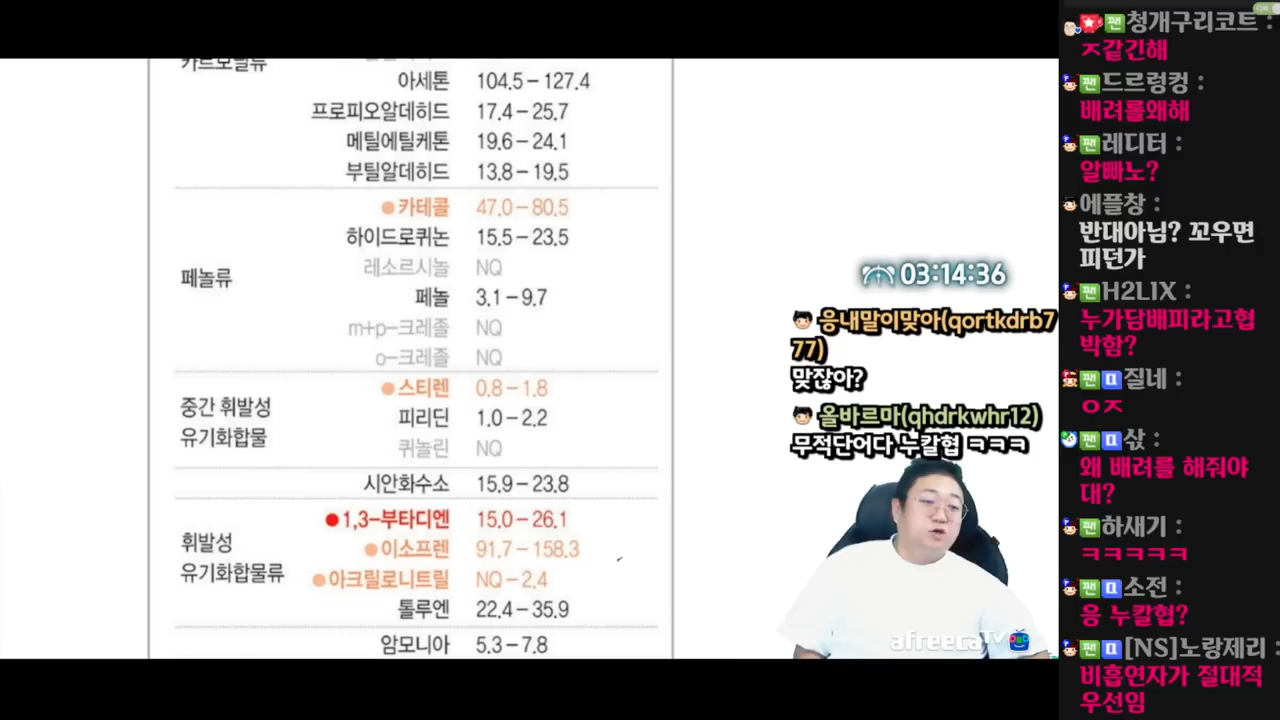 카르보닐류
아세톤 104.5-127.4
프로피오알데히드 17.4-25.7
메틸에틸케톤 19.6-24.1
부틸알데히드 13.8-19.5
카테콜 47.0-80.5
하이드로퀴논 15.5-23.5
페놀류
레소르시놀 NQ
페놀 3.1-9.7
m+p-크레졸 NQ
o-크레졸 NQ
중간 휘발성
유기화합물
스티렌 0.8-1.8
피리딘 1.0-2.2
퀴놀린 NQ
시안화수소 15.9-23.8
휘발성
유기화합물류
1,3-부타디엔 15.0-26.1
이소프렌 91.7-158.3
아크릴로니트릴 NQ-2.4
톨루엔 22.4-35.9
암모니아 5.3-7.8
03:14:36
응내말이맞아(qortkdrb7
77)
맞잖아?
올바르마(qhdrkwhr12)
무적단어다 누칼협 ㅋㅋㅋ
afreecaTV
팬 청개구리코트 :
ㅈ같긴해
팬 드르렁컹 :
배려를왜해
팬 레디터 :
알빠노?
에플창 :
반대아님? 꼬우면
피던가
팬 H2L1X :
누가담배피라고협
박함?
팬 질네 :
ㅇㅈ
팬 샀 :
왜 배려를 해줘야
대?
팬 하새기 :
ㅋㅋㅋㅋㅋ
팬 소전 :
응 누칼협?
팬 [NS]노랑제리 :
비흡연자가 절대적
우선임